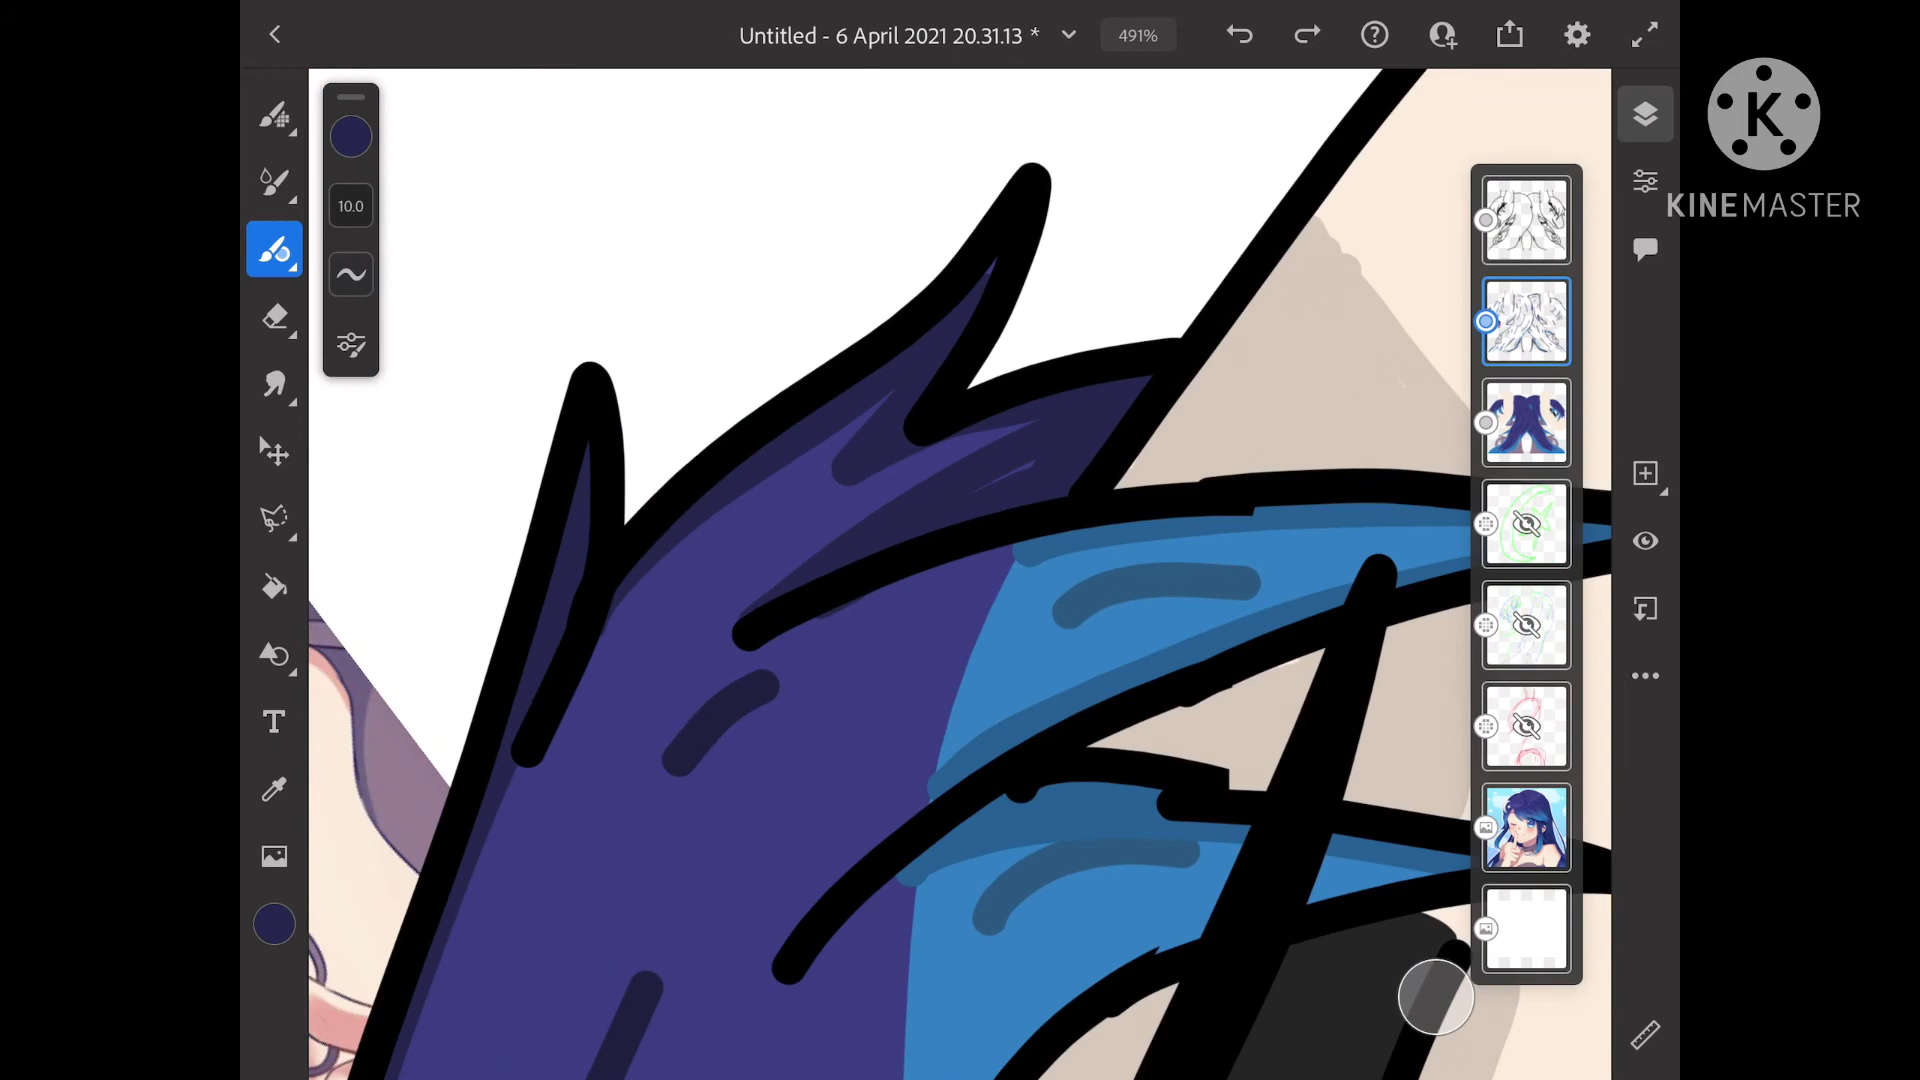 Untitled - 6 April 2021 20.31.13 *
491%
10.0
T
K
KINEMASTER